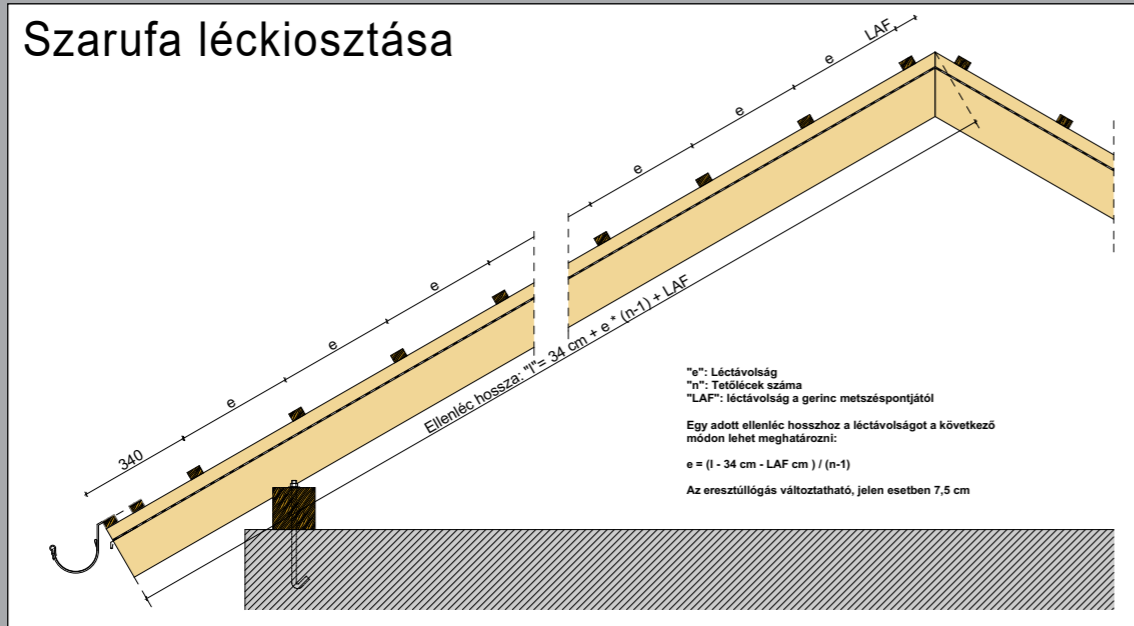 Szarufa léckiosztása
LAF
e
e
e
e
e
e
340
Ellenléc hossza: "l"= 34 cm + e * (n-1) + LAF
"e": Léctávolság
"n": Tetőlécek száma
"LAF": léctávolság a gerinc metszéspontjától
Egy adott ellenléc hosszhoz a léctávolságot a következő
módon lehet meghatározni:
e = (l - 34 cm - LAF cm ) / (n-1)
Az eresztúllógás változtatható, jelen esetben 7,5 cm